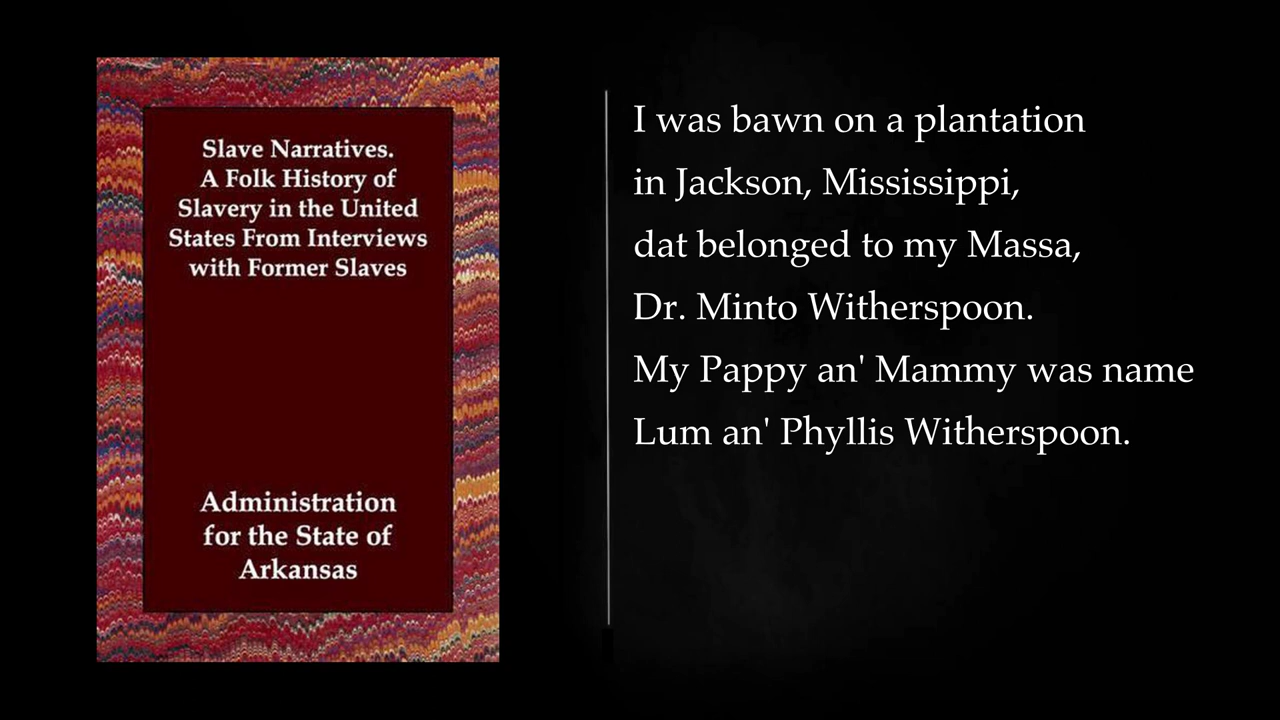 Slave Narratives.
A Folk History of
Slavery in the United
States From Interviews
with Former Slaves
Administration
for the State of
Arkansas
I was bawn on a plantation
in Jackson, Mississippi,
dat belonged to my Massa,
Dr. Minto Witherspoon.
My Pappy an' Mammy was name
Lum an' Phyllis Witherspoon.